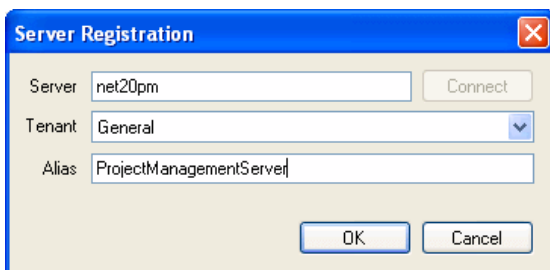 Server Registration
Server net20pm Connect
Tenant General
Alias ProjectManagementServer
OK Cancel